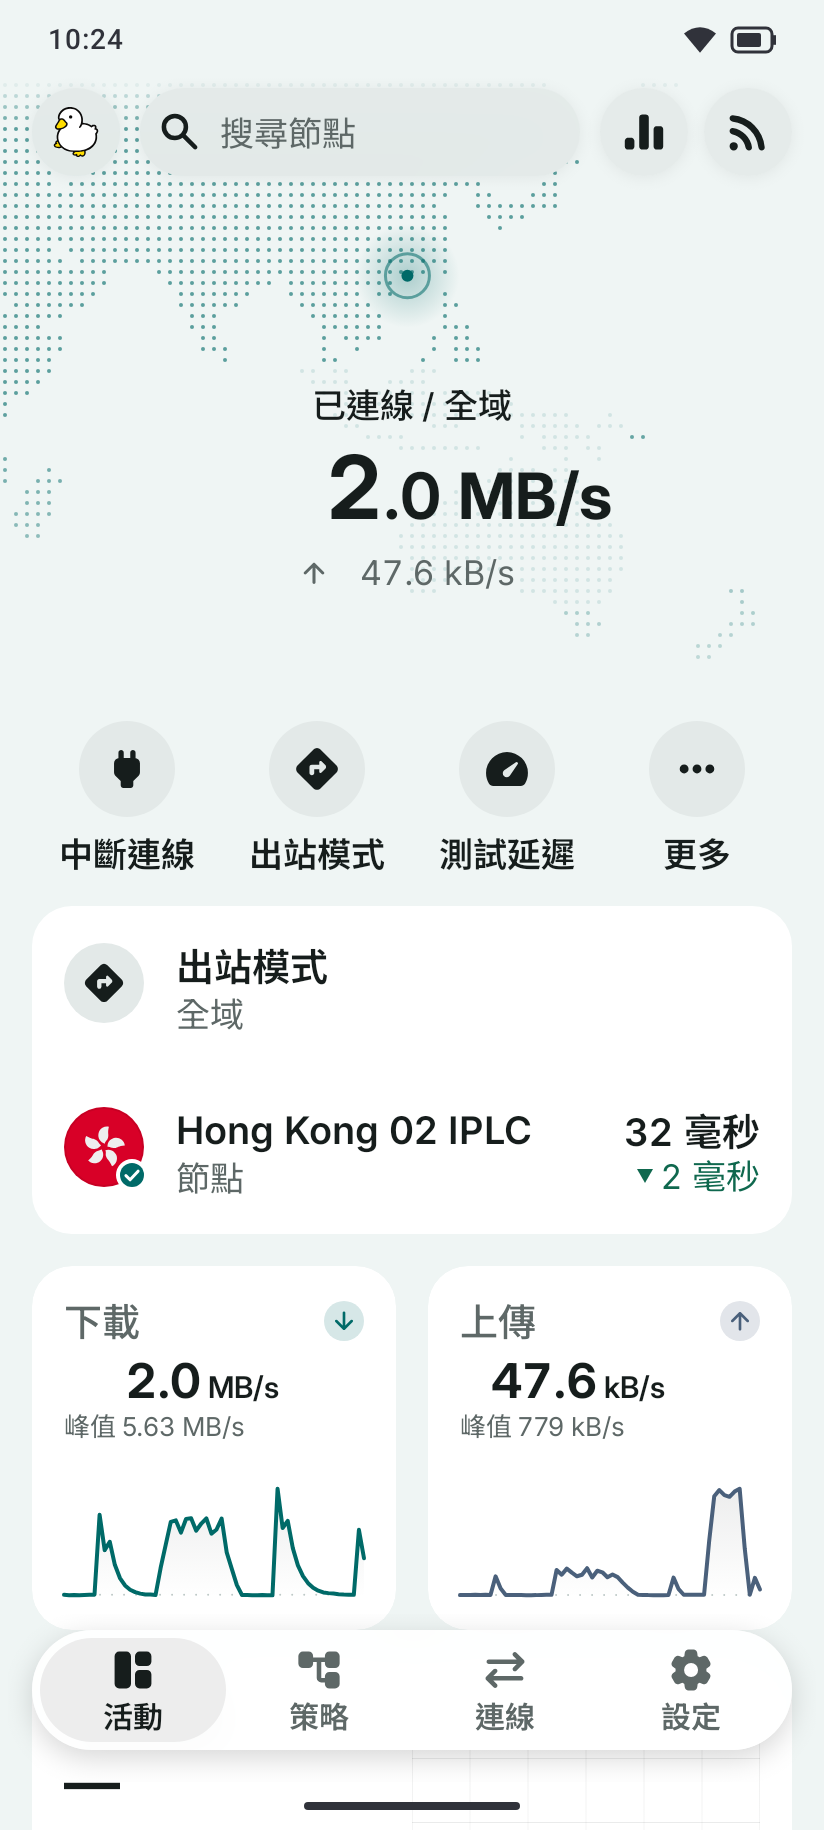 10:24
搜尋節點
已連線 / 全域
2.0 MB/s
↑ 47.6 kB/s
中斷連線 出站模式 測試延遲 更多
出站模式
全域
Hong Kong 02 IPLC 32 毫秒
節點 ▼2 毫秒
下載 上傳
2.0 MB/s 47.6 kB/s
峰值 5.63 MB/s 峰值 779 kB/s
活動 策略 連線 設定